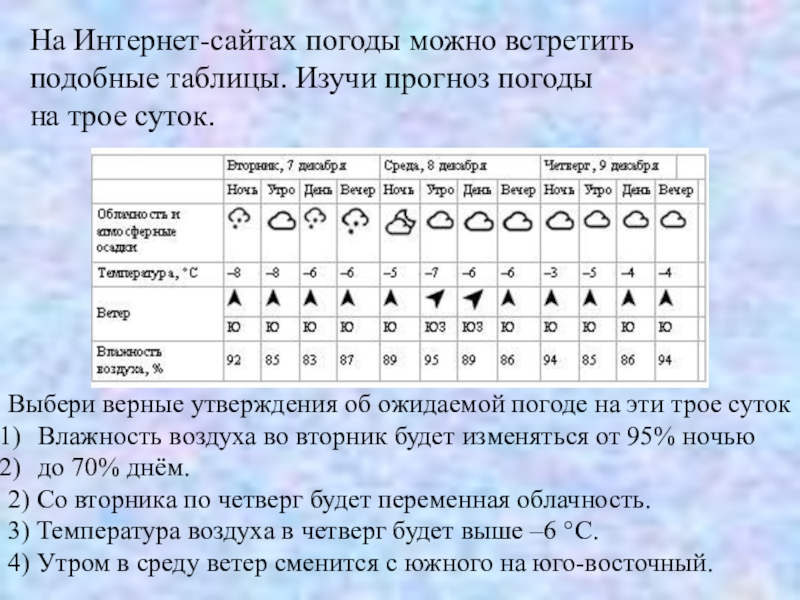 На Интернет-сайтах погоды можно встретить
подобные таблицы. Изучи прогноз погоды
на трое суток.
Вторник, 7 декабря Среда, 8 декабря Четверг, 9 декабря
Ночь Утро День Вечер Ночь Утро День Вечер Ночь Утро День Вечер
Облачность и
атмосферные
осадки
Температура, °С –8 –8 –6 –6 –5 –7 –6 –6 –3 –5 –4 –4
Ветер
Ю Ю Ю Ю Ю ЮЗ ЮЗ Ю Ю Ю Ю Ю
Влажность
воздуха, % 92 85 83 87 89 95 89 86 94 85 86 94
Выбери верные утверждения об ожидаемой погоде на эти трое суток
1) Влажность воздуха во вторник будет изменяться от 95% ночью
2) до 70% днём.
2) Со вторника по четверг будет переменная облачность.
3) Температура воздуха в четверг будет выше –6 °С.
4) Утром в среду ветер сменится с южного на юго-восточный.